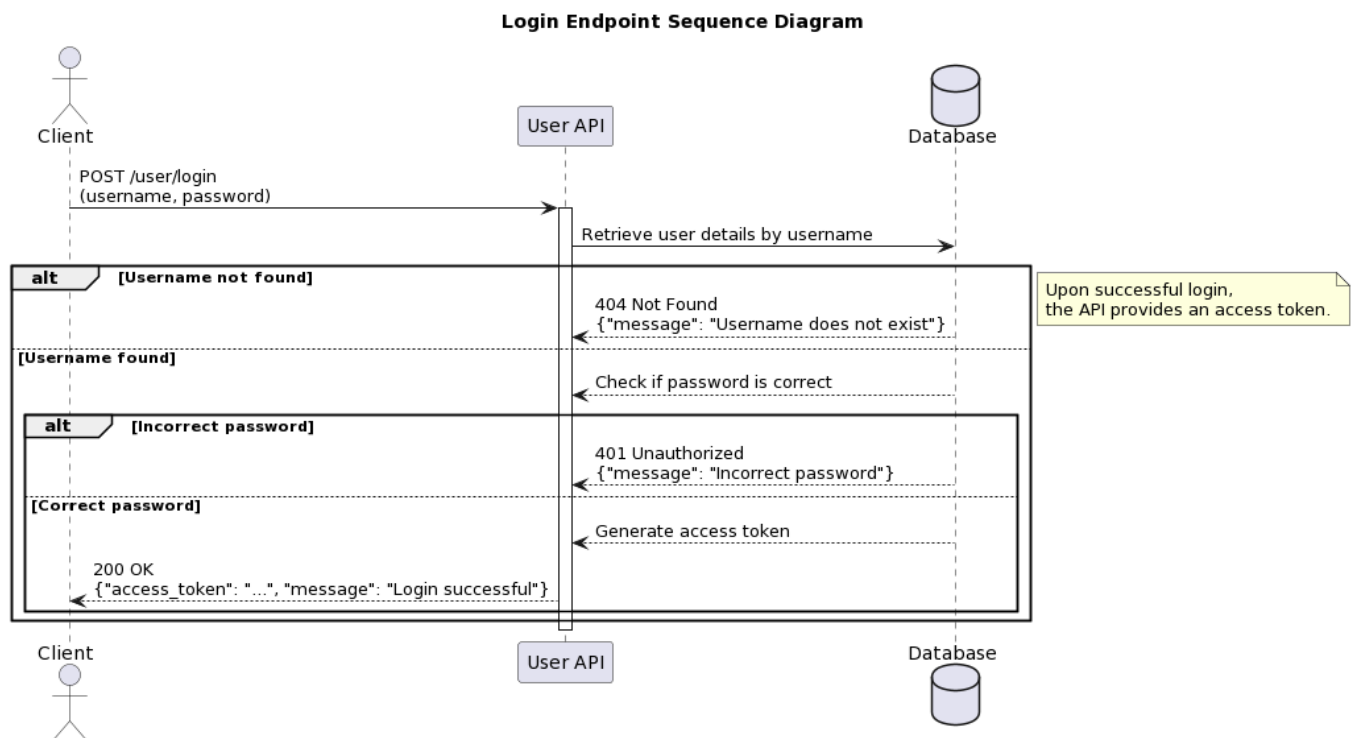 Login Endpoint Sequence Diagram
Client
User API
Database
POST /user/login
(username, password)
Retrieve user details by username
alt [Username not found]
Upon successful login,
the API provides an access token.
404 Not Found
{"message": "Username does not exist"}
[Username found]
Check if password is correct
alt [Incorrect password]
401 Unauthorized
{"message": "Incorrect password"}
[Correct password]
Generate access token
200 OK
{"access_token": "...", "message": "Login successful"}
Client
User API
Database